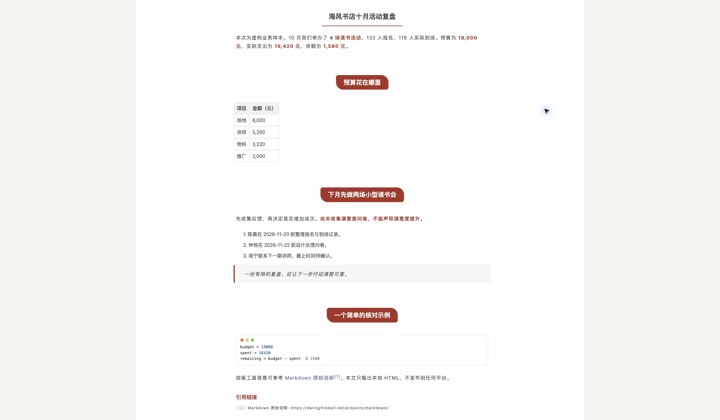 海风书店十月活动复盘
本次为虚构业务样本。10 月我们举办了 4 场读书活动，132 人报名，118 人实际到场。预算为 18,000
元，实际支出为 16,420 元，余额为 1,580 元。
预算花在哪里
项目 金额（元）
场地 6,000
讲师 5,200
物料 3,220
推广 2,000
下月先做两场小型读书会
先收集反馈，再决定是否增加场次。尚未收集满意度问卷，不能声称满意度提升。
1. 陈晨在 2026-11-20 前整理报名与到场记录。
2. 林悦在 2026-11-22 前设计反馈问卷。
3. 周宁联系下一期讲师，截止时间待确认。
一份有用的复盘，应让下一步行动清楚可查。
一个简单的核对示例
budget = 18000
spent = 16420
remaining = budget - spent # 1580
排版工具背景可参考 Markdown 原始说明[1]。本文只输出本地 HTML，不发布到任何平台。
引用链接
[1] Markdown 原始说明: https://daringfireball.net/projects/markdown/